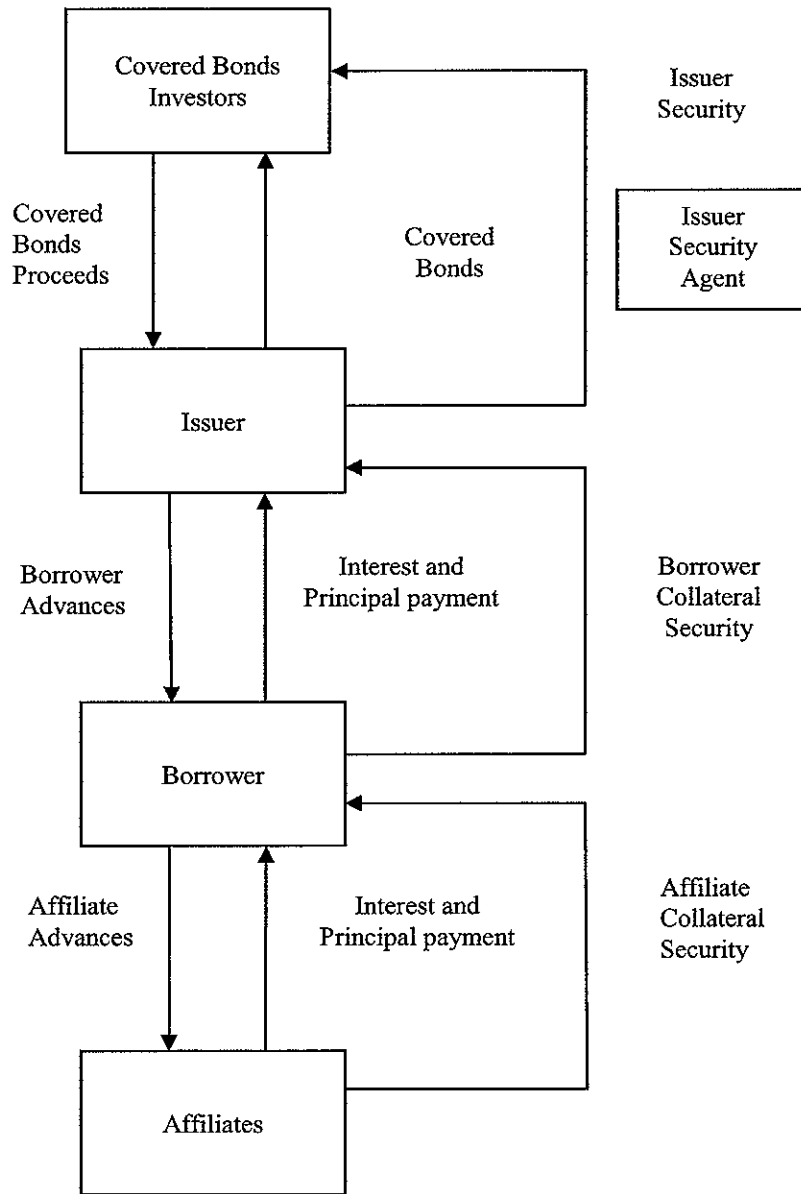 Covered Bonds
Investors
Issuer
Security
Covered
Bonds
Proceeds
Covered
Bonds
Issuer
Security
Agent
Issuer
Borrower
Advances
Interest and
Principal payment
Borrower
Collateral
Security
Borrower
Affiliate
Advances
Interest and
Principal payment
Affiliate
Collateral
Security
Affiliates